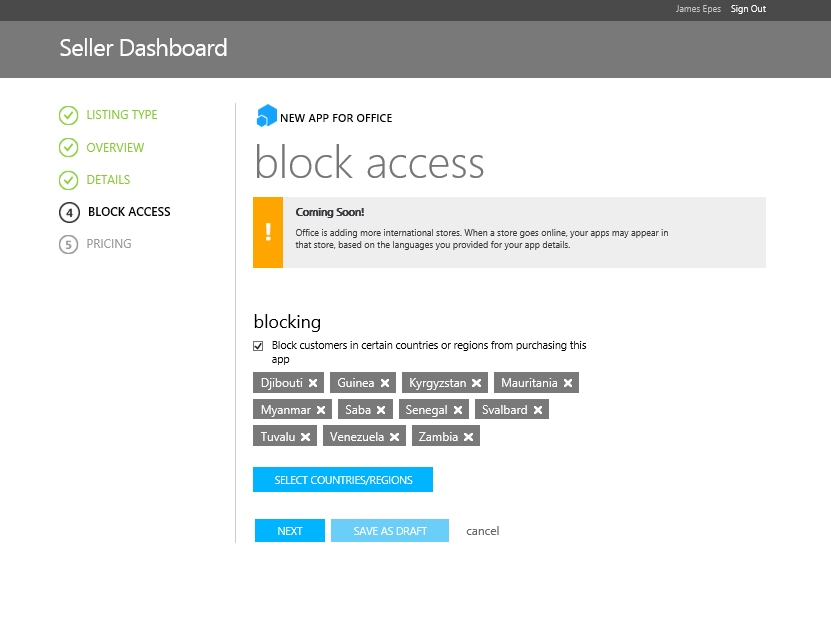 James Epes Sign Out
Seller Dashboard
LISTING TYPE
OVERVIEW
DETAILS
4 BLOCK ACCESS
5 PRICING
NEW APP FOR OFFICE
block access
! Coming Soon!
Office is adding more international stores. When a store goes online, your apps may appear in
that store, based on the languages you provided for your app details.
blocking
Block customers in certain countries or regions from purchasing this
app
Djibouti Guinea Kyrgyzstan Mauritania
Myanmar Saba Senegal Svalbard
Tuvalu Venezuela Zambia
SELECT COUNTRIES/REGIONS
NEXT SAVE AS DRAFT cancel